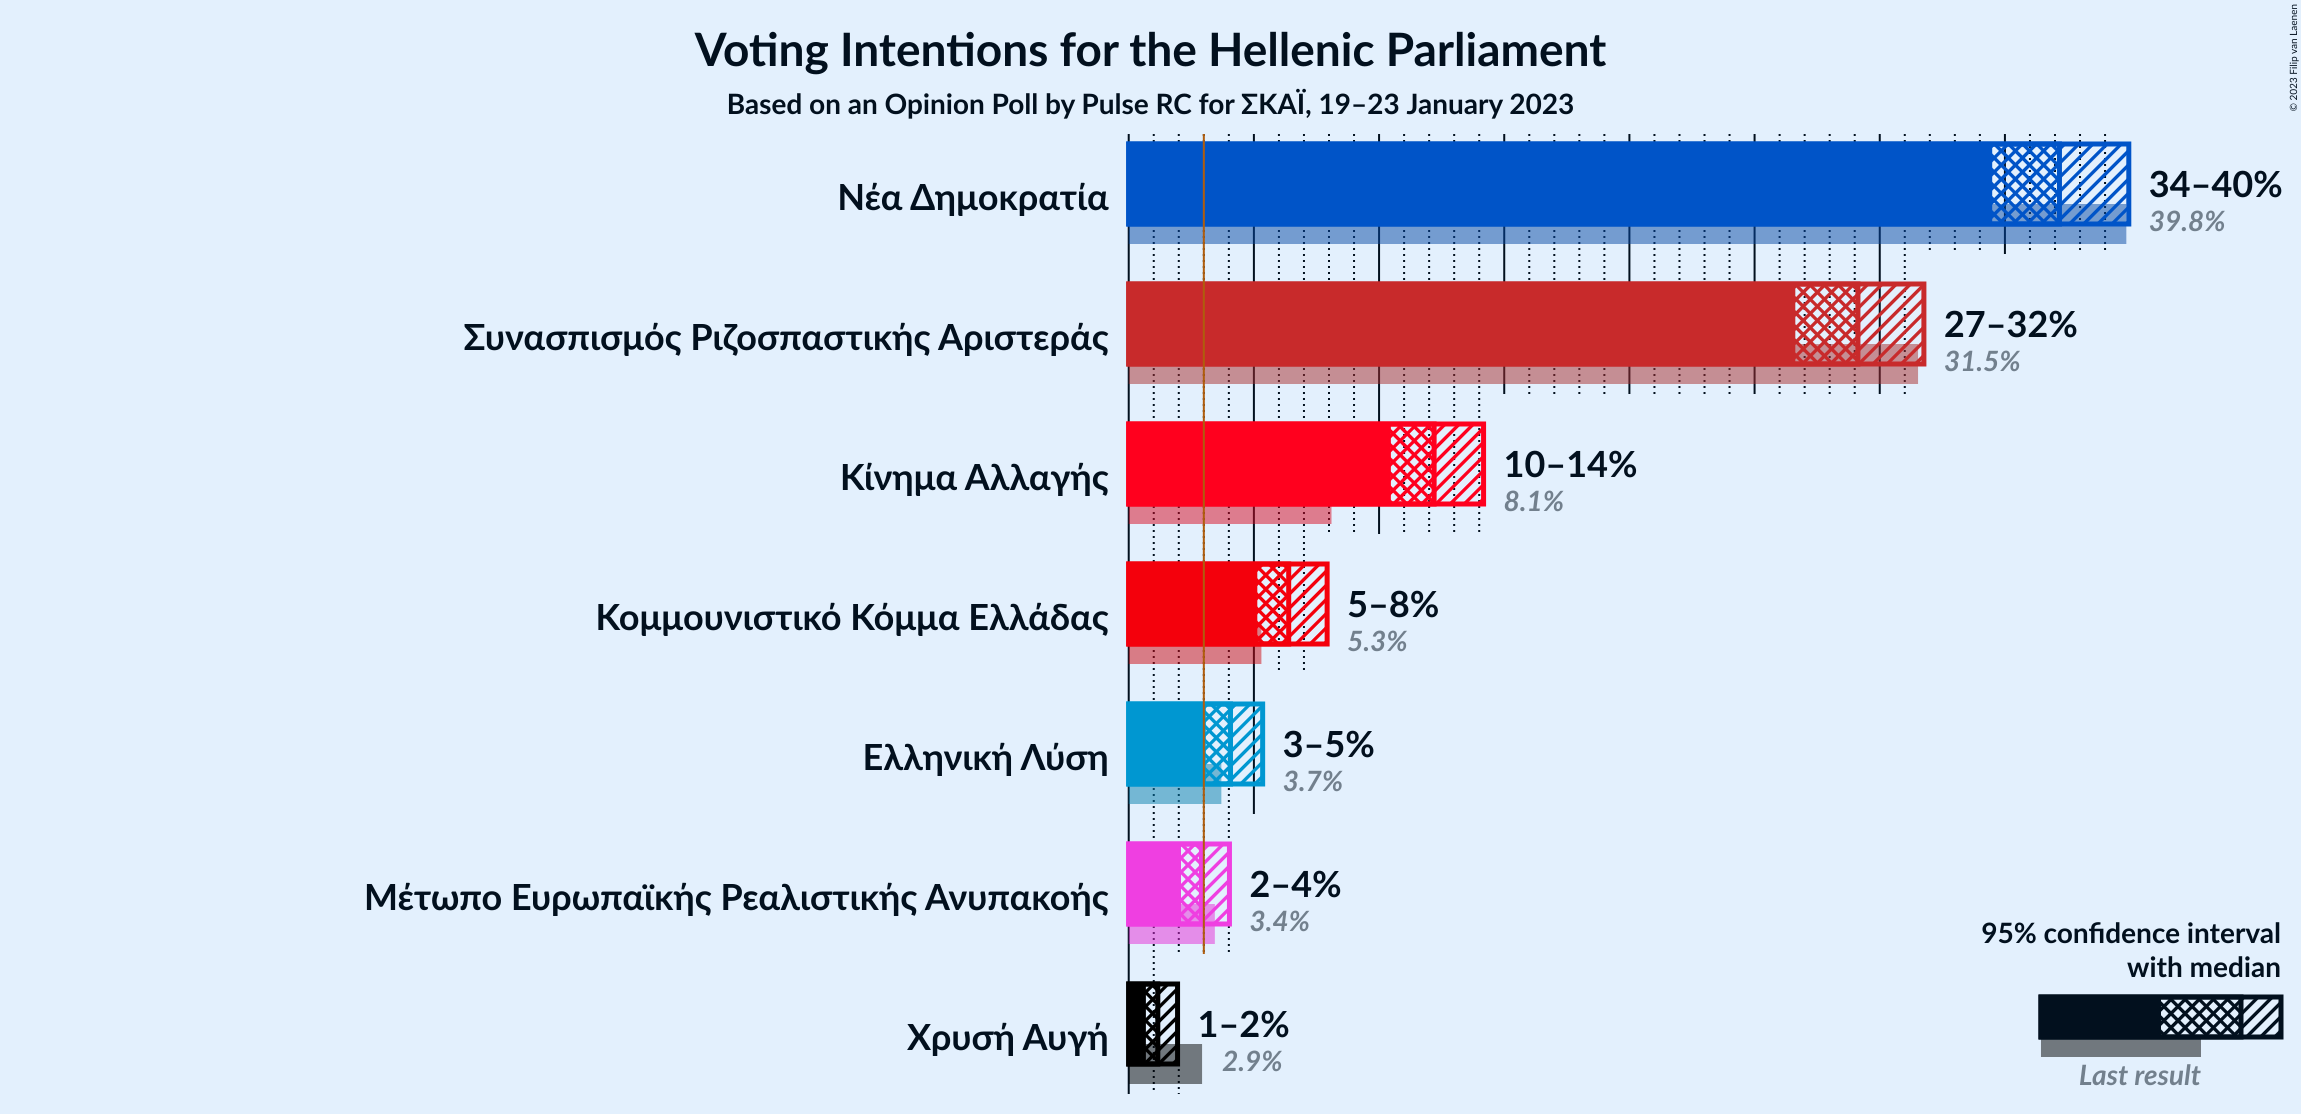 © 2023 Filip van Laenen
Voting Intentions for the Hellenic Parliament
Based on an Opinion Poll by Pulse RC for ΣΚΑΪ, 19–23 January 2023
Νέα Δημοκρατία
34–40%
39.8%
Συνασπισμός Ριζοσπαστικής Αριστεράς
27–32%
31.5%
Κίνημα Αλλαγής
10–14%
8.1%
Κομμουνιστικό Κόμμα Ελλάδας
5–8%
5.3%
Ελληνική Λύση
3–5%
3.7%
Μέτωπο Ευρωπαϊκής Ρεαλιστικής Ανυπακοής
2–4%
3.4%
Χρυσή Αυγή
1–2%
2.9%
95% confidence interval
with median
Last result